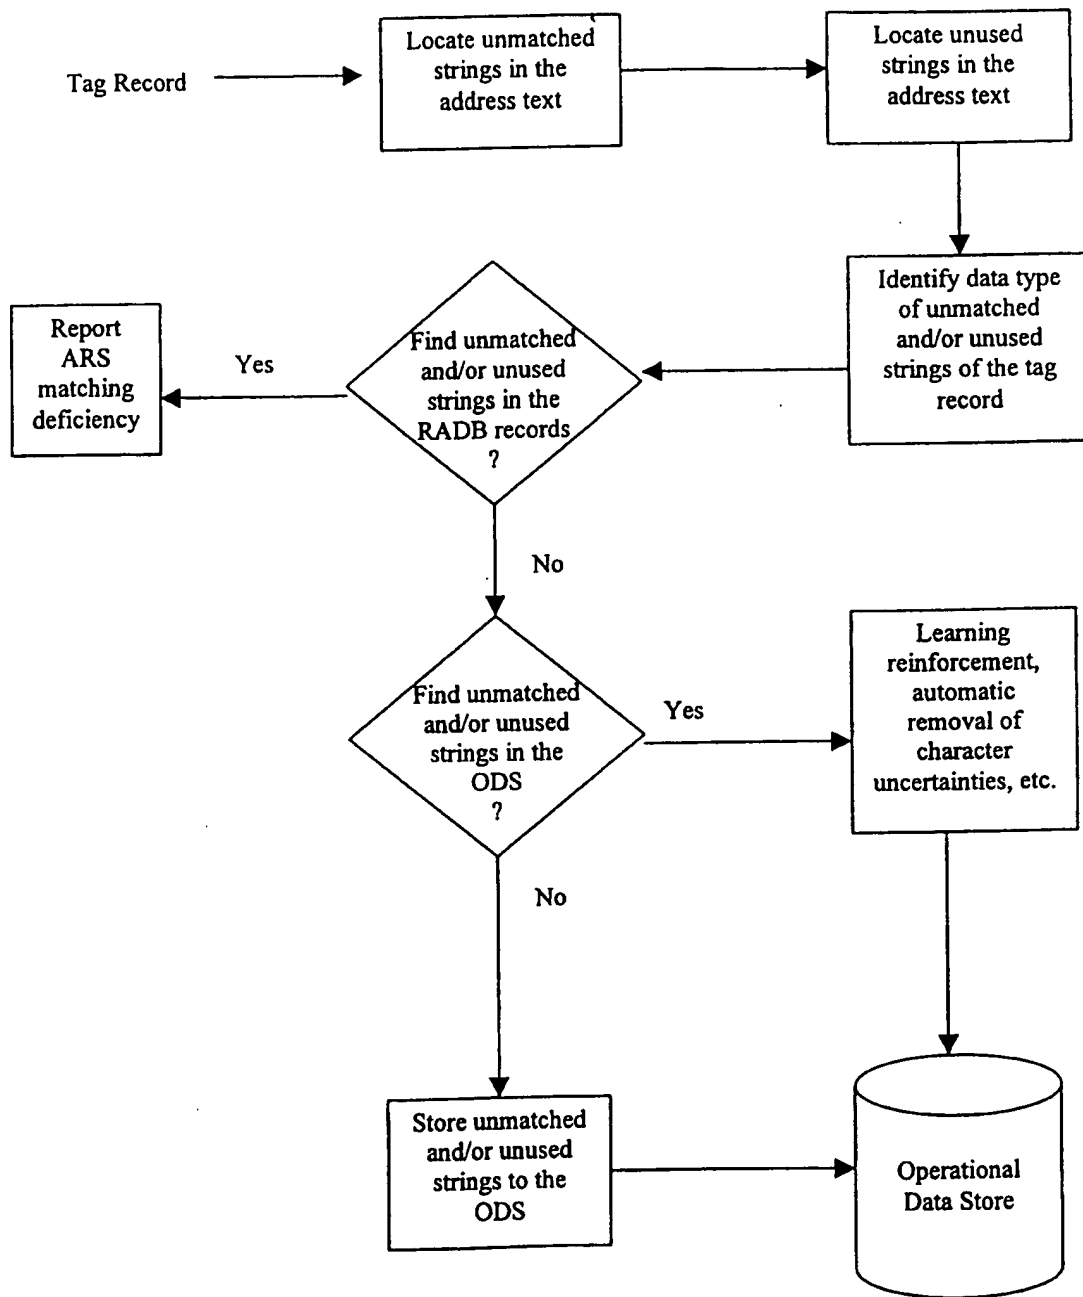 Tag Record
Locate unmatched
strings in the
address text
Locate unused
strings in the
address text
Identify data type
of unmatched
and/or unused
strings of the tag
record
Find unmatched
and/or unused
strings in the
RADB records
?
Yes
Report
ARS
matching
deficiency
No
Find unmatched
and/or unused
strings in the
ODS
?
Yes
Learning
reinforcement,
automatic
removal of
character
uncertainties, etc.
No
Store unmatched
and/or unused
strings to the
ODS
Operational
Data Store